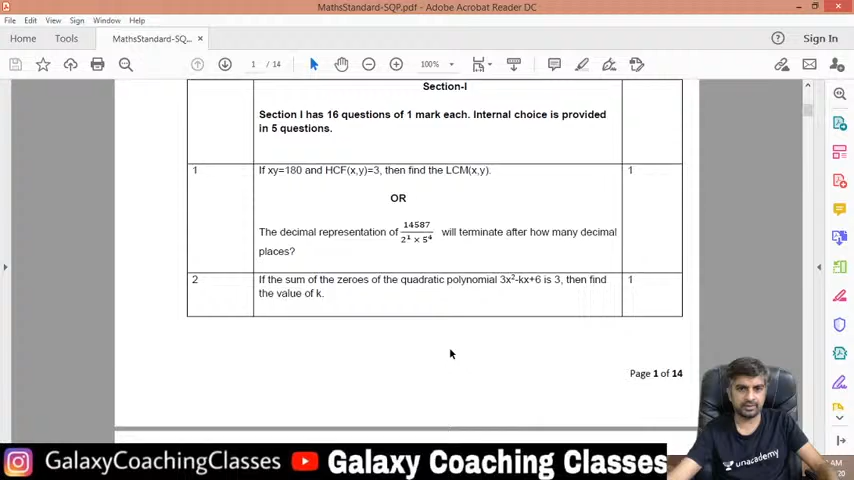 MathsStandard-SQP.pdf - Adobe Acrobat Reader DC
File Edit View Sign Window Help
Home Tools MathsStandard-SQ... × Sign In
1 / 14 100%
Section-I
Section I has 16 questions of 1 mark each. Internal choice is provided
in 5 questions.
1 If xy=180 and HCF(x,y)=3, then find the LCM(x,y). 1
OR
The decimal representation of 14587 / 2¹ × 5⁴ will terminate after how many decimal
places?
2 If the sum of the zeroes of the quadratic polynomial 3x²-kx+6 is 3, then find 1
the value of k.
Page 1 of 14
unacademy
GalaxyCoachingClasses Galaxy Coaching Classes